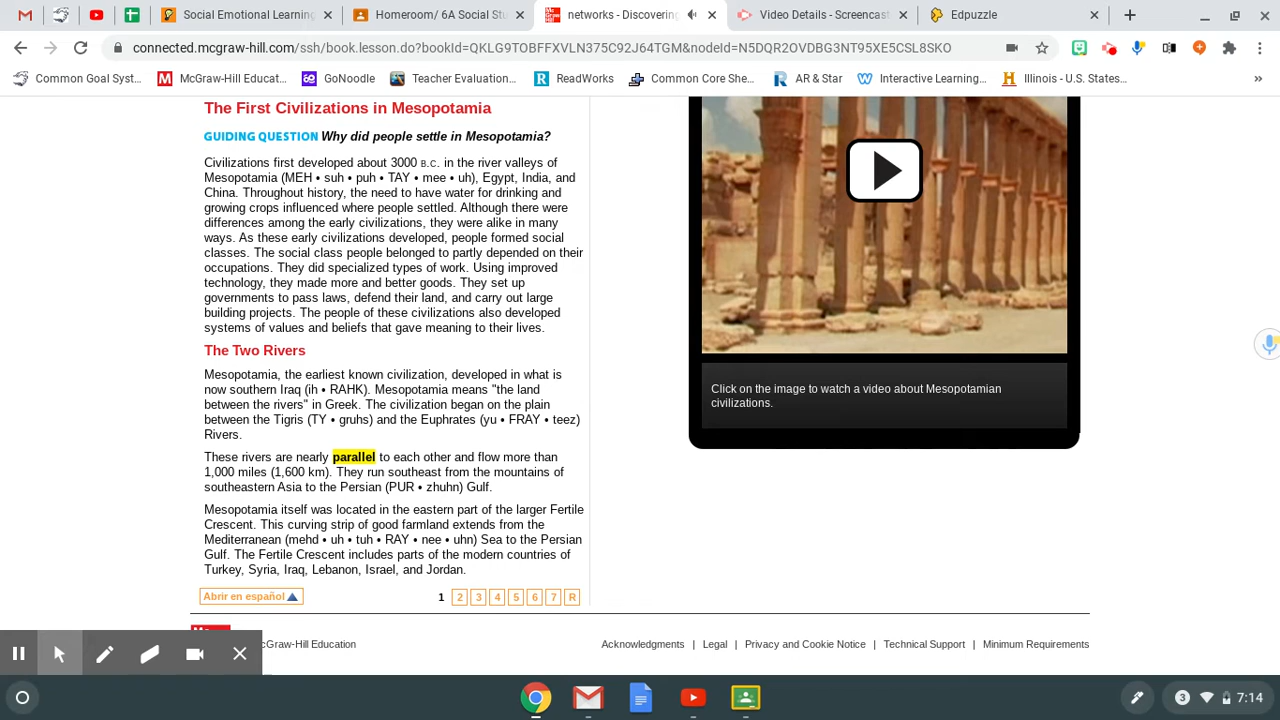 Social Emotional Learning
Homeroom/ 6A Social Stu
networks - Discovering
Video Details - Screencast
Edpuzzle
connected.mcgraw-hill.com/ssh/book.lesson.do?bookId=QKLG9TOBFFXVLN375C92J64TGM&nodeId=N5DQR2OVDBG3NT95XE5CSL8SKO
Common Goal Syst...
McGraw-Hill Educat...
GoNoodle
Teacher Evaluation...
ReadWorks
Common Core She...
AR & Star
Interactive Learning...
Illinois - U.S. States...
»
The First Civilizations in Mesopotamia
GUIDING QUESTION Why did people settle in Mesopotamia?
Civilizations first developed about 3000 B.C. in the river valleys of
Mesopotamia (MEH • suh • puh • TAY • mee • uh), Egypt, India, and
China. Throughout history, the need to have water for drinking and
growing crops influenced where people settled. Although there were
differences among the early civilizations, they were alike in many
ways. As these early civilizations developed, people formed social
classes. The social class people belonged to partly depended on their
occupations. They did specialized types of work. Using improved
technology, they made more and better goods. They set up
governments to pass laws, defend their land, and carry out large
building projects. The people of these civilizations also developed
systems of values and beliefs that gave meaning to their lives.
The Two Rivers
Mesopotamia, the earliest known civilization, developed in what is
now southern Iraq (ih • RAHK). Mesopotamia means "the land
between the rivers" in Greek. The civilization began on the plain
between the Tigris (TY • gruhs) and the Euphrates (yu • FRAY • teez)
Rivers.
These rivers are nearly parallel to each other and flow more than
1,000 miles (1,600 km). They run southeast from the mountains of
southeastern Asia to the Persian (PUR • zhuhn) Gulf.
Mesopotamia itself was located in the eastern part of the larger Fertile
Crescent. This curving strip of good farmland extends from the
Mediterranean (mehd • uh • tuh • RAY • nee • uhn) Sea to the Persian
Gulf. The Fertile Crescent includes parts of the modern countries of
Turkey, Syria, Iraq, Lebanon, Israel, and Jordan.
Click on the image to watch a video about Mesopotamian
civilizations.
Abrir en español
1 2 3 4 5 6 7 R
cGraw-Hill Education
Acknowledgments | Legal | Privacy and Cookie Notice | Technical Support | Minimum Requirements
3
7:14